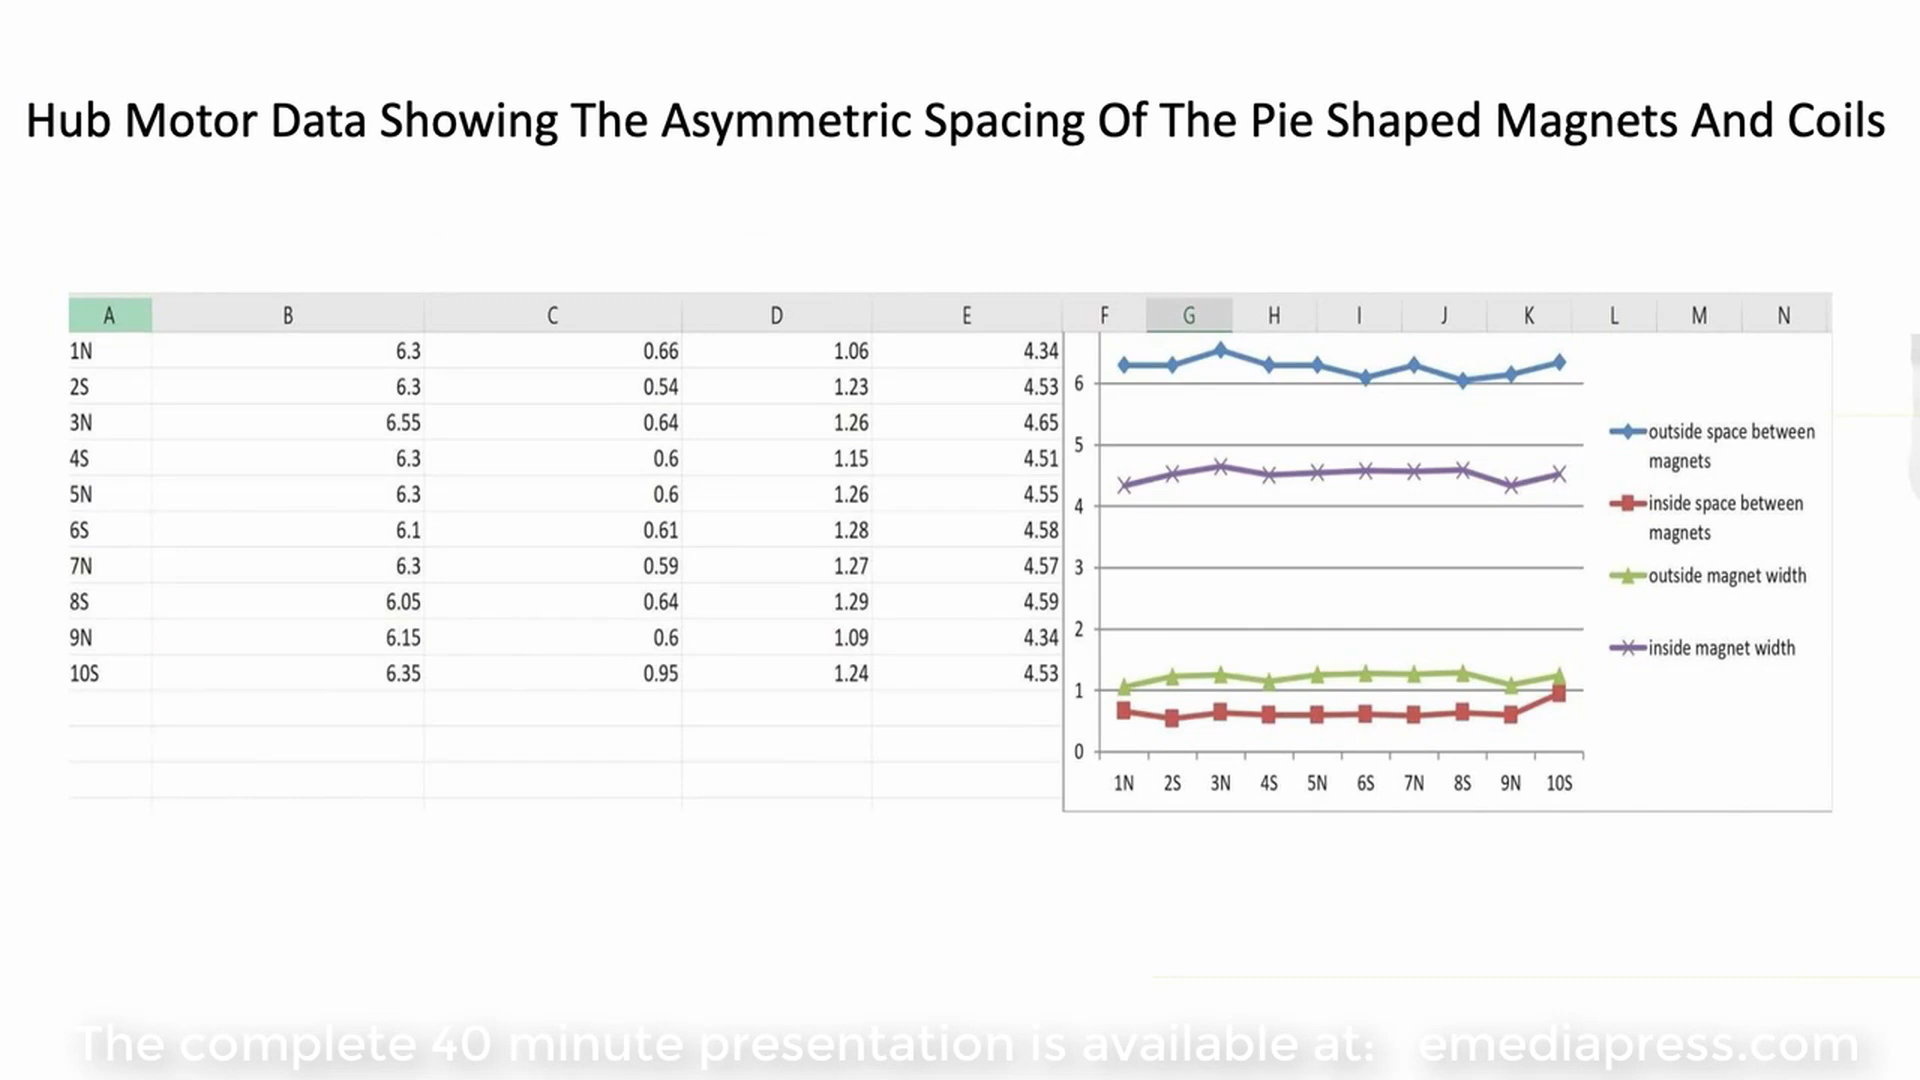 Hub Motor Data Showing The Asymmetric Spacing Of The Pie Shaped Magnets And Coils
A B C D E F G H I J K L M N
1N 6.3 0.66 1.06 4.34
2S 6.3 0.54 1.23 4.53
3N 6.55 0.64 1.26 4.65
4S 6.3 0.6 1.15 4.51
5N 6.3 0.6 1.26 4.55
6S 6.1 0.61 1.28 4.58
7N 6.3 0.59 1.27 4.57
8S 6.05 0.64 1.29 4.59
9N 6.15 0.6 1.09 4.34
10S 6.35 0.95 1.24 4.53
6
5
4
3
2
1
0
1N 2S 3N 4S 5N 6S 7N 8S 9N 10S
outside space between
magnets
inside space between
magnets
outside magnet width
inside magnet width
The complete 40 minute presentation is available at: emediapress.com